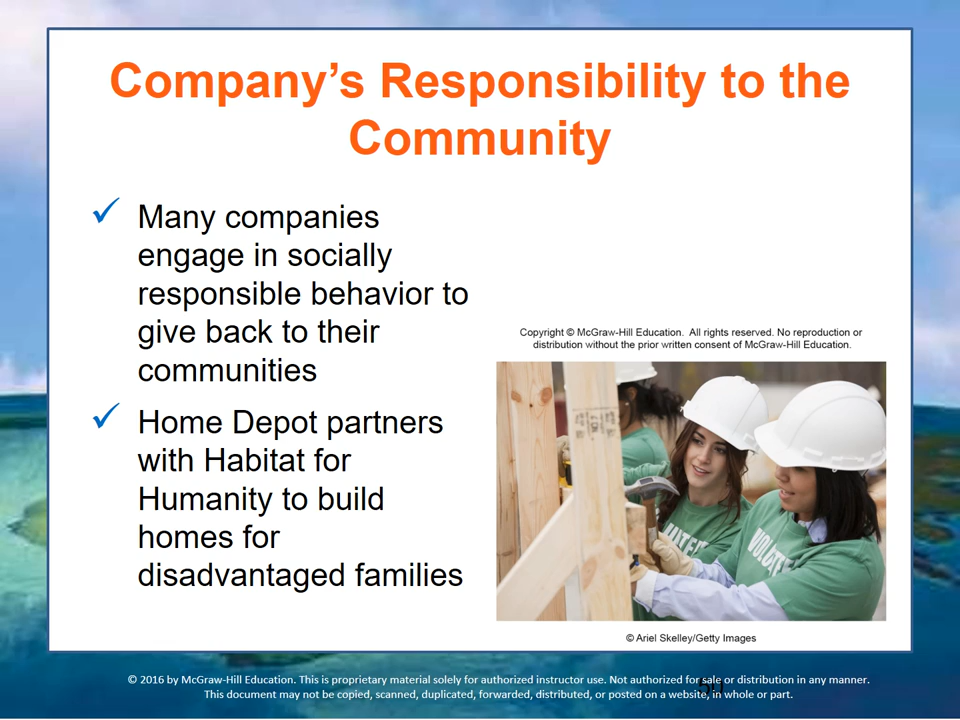 Company’s Responsibility to the
Community
Many companies
engage in socially
responsible behavior to
give back to their
communities
Home Depot partners
with Habitat for
Humanity to build
homes for
disadvantaged families
Copyright © McGraw-Hill Education.  All rights reserved. No reproduction or
distribution without the prior written consent of McGraw-Hill Education.
© Ariel Skelley/Getty Images
© 2016 by McGraw-Hill Education. This is proprietary material solely for authorized instructor use. Not authorized for sale or distribution in any manner.
This document may not be copied, scanned, duplicated, forwarded, distributed, or posted on a website, in whole or part.